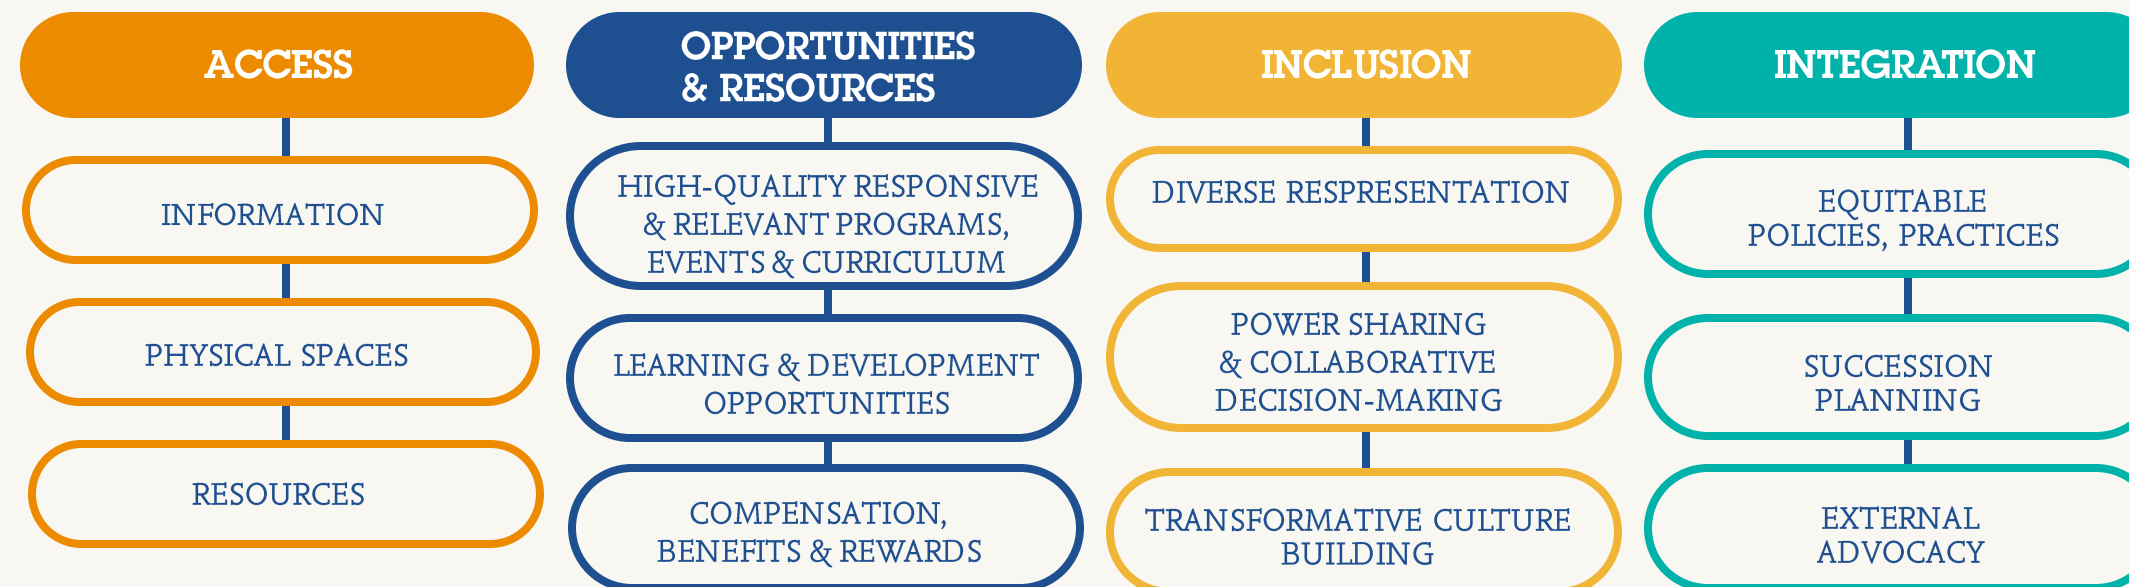 ACCESS
INFORMATION
PHYSICAL SPACES
RESOURCES
OPPORTUNITIES
& RESOURCES
HIGH-QUALITY RESPONSIVE
& RELEVANT PROGRAMS,
EVENTS & CURRICULUM
LEARNING & DEVELOPMENT
OPPORTUNITIES
COMPENSATION,
BENEFITS & REWARDS
INCLUSION
DIVERSE RESPRESENTATION
POWER SHARING
& COLLABORATIVE
DECISION-MAKING
TRANSFORMATIVE CULTURE
BUILDING
INTEGRATION
EQUITABLE
POLICIES, PRACTICES
SUCCESSION
PLANNING
EXTERNAL
ADVOCACY